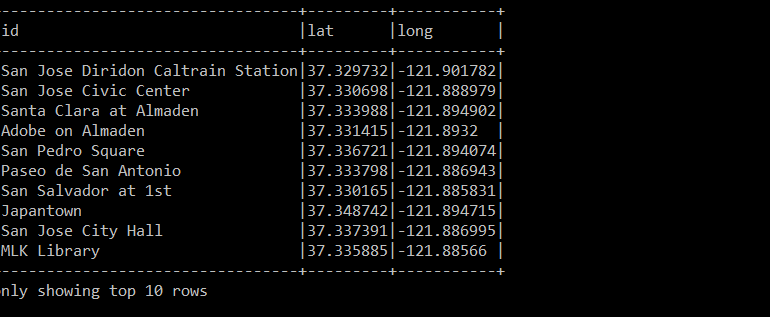 -----------------------------------+---------+-----------+
id                                 |lat      |long       |
-----------------------------------+---------+-----------+
San Jose Diridon Caltrain Station|37.329732|-121.901782|
San Jose Civic Center            |37.330698|-121.888979|
Santa Clara at Almaden           |37.333988|-121.894902|
Adobe on Almaden                 |37.331415|-121.8932  |
San Pedro Square                 |37.336721|-121.894074|
Paseo de San Antonio             |37.333798|-121.886943|
San Salvador at 1st              |37.330165|-121.885831|
Japantown                        |37.348742|-121.894715|
San Jose City Hall               |37.337391|-121.886995|
MLK Library                      |37.335885|-121.88566 |
-----------------------------------+---------+-----------+
only showing top 10 rows